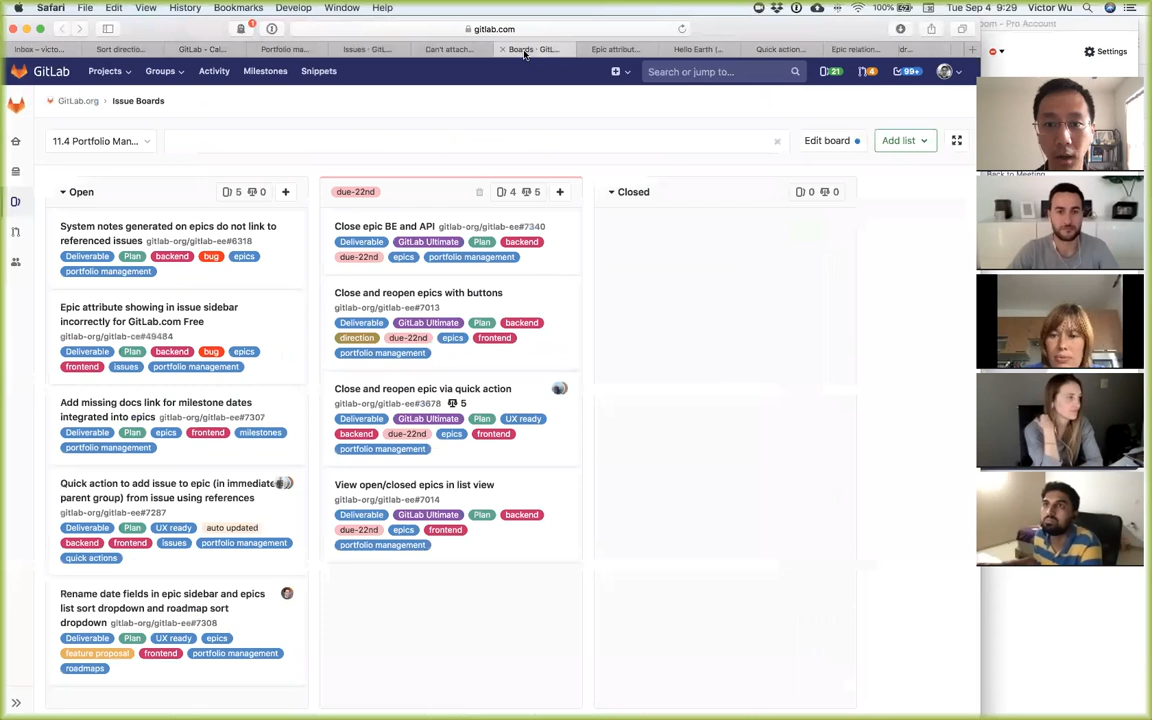 Safari File Edit View History Bookmarks Develop Window Help 100% Tue Sep 4 9:29 Victor Wu
gitlab.com
Pro Account
Inbox – victo... Sort directio... GitLab - Cal... Portfolio ma... Issues · GitL... Can't attach... Boards · GitL... Epic attribut... Hello Earth (... Quick action... Epic relation... dr...
Settings
GitLab Projects Groups Activity Milestones Snippets Search or jump to... 21 4 99+
GitLab.org › Issue Boards
11.4 Portfolio Man... Edit board Add list
Back to Meeting
Open 5 0
due-22nd 4 5
Closed 0 0
System notes generated on epics do not link to
referenced issues gitlab-org/gitlab-ee#6318
Deliverable Plan backend bug epics
portfolio management
Epic attribute showing in issue sidebar
incorrectly for GitLab.com Free
gitlab-org/gitlab-ce#49484
Deliverable Plan backend bug epics
frontend issues portfolio management
Add missing docs link for milestone dates
integrated into epics gitlab-org/gitlab-ee#7307
Deliverable Plan epics frontend milestones
portfolio management
Quick action to add issue to epic (in immediate
parent group) from issue using references
gitlab-org/gitlab-ee#7287
Deliverable Plan UX ready auto updated
backend frontend issues portfolio management
quick actions
Rename date fields in epic sidebar and epics
list sort dropdown and roadmap sort
dropdown gitlab-org/gitlab-ee#7308
Deliverable Plan UX ready epics
feature proposal frontend portfolio management
roadmaps
Close epic BE and API gitlab-org/gitlab-ee#7340
Deliverable GitLab Ultimate Plan backend
due-22nd epics portfolio management
Close and reopen epics with buttons
gitlab-org/gitlab-ee#7013
Deliverable GitLab Ultimate Plan backend
direction due-22nd epics frontend
portfolio management
Close and reopen epic via quick action
gitlab-org/gitlab-ee#3678 5
Deliverable GitLab Ultimate Plan UX ready
backend due-22nd epics frontend
portfolio management
View open/closed epics in list view
gitlab-org/gitlab-ee#7014
Deliverable GitLab Ultimate Plan backend
due-22nd epics frontend
portfolio management